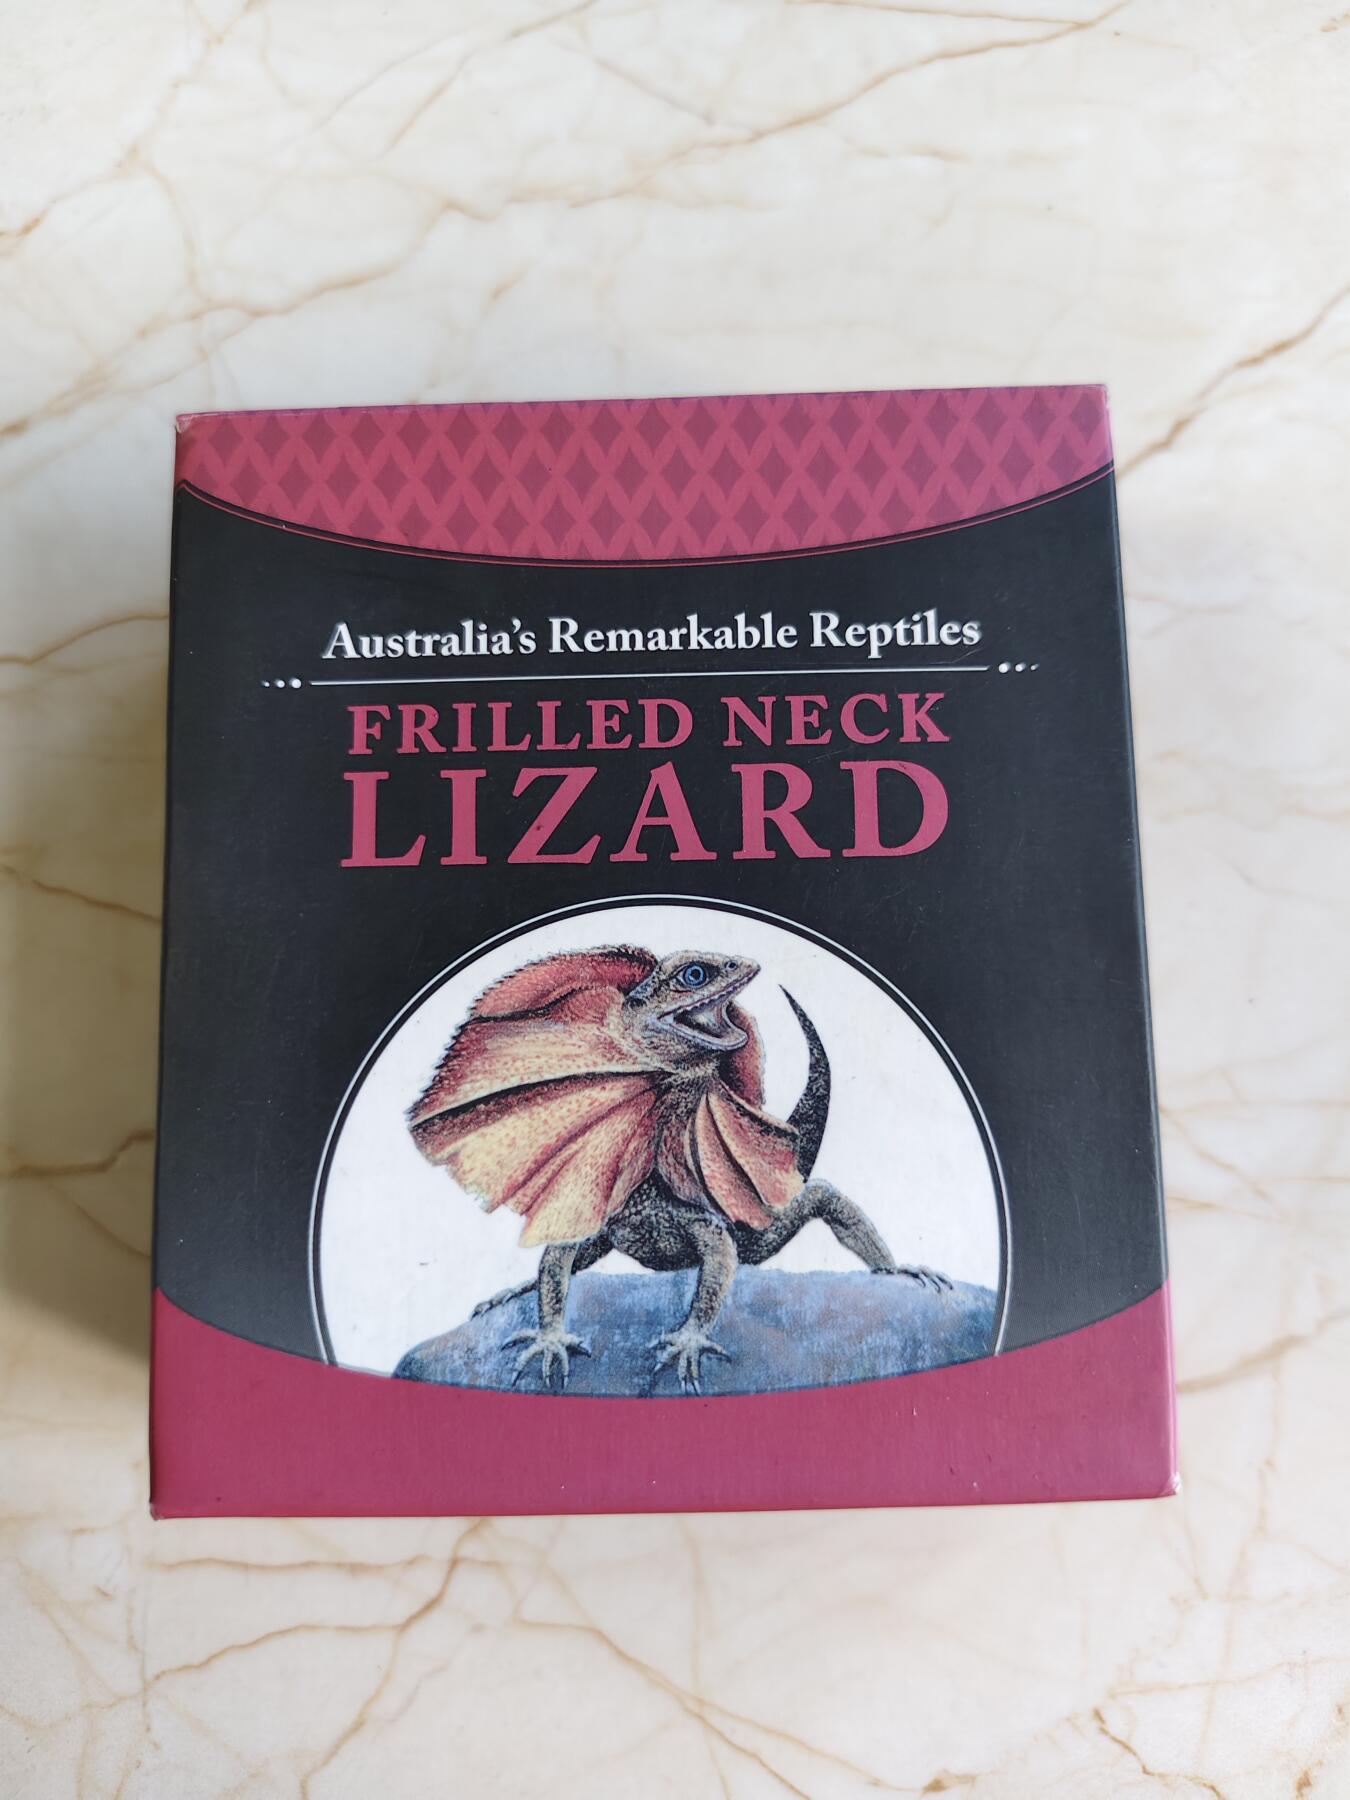 Australia's Remarkable Reptiles
FRILLED NECK
LIZARD